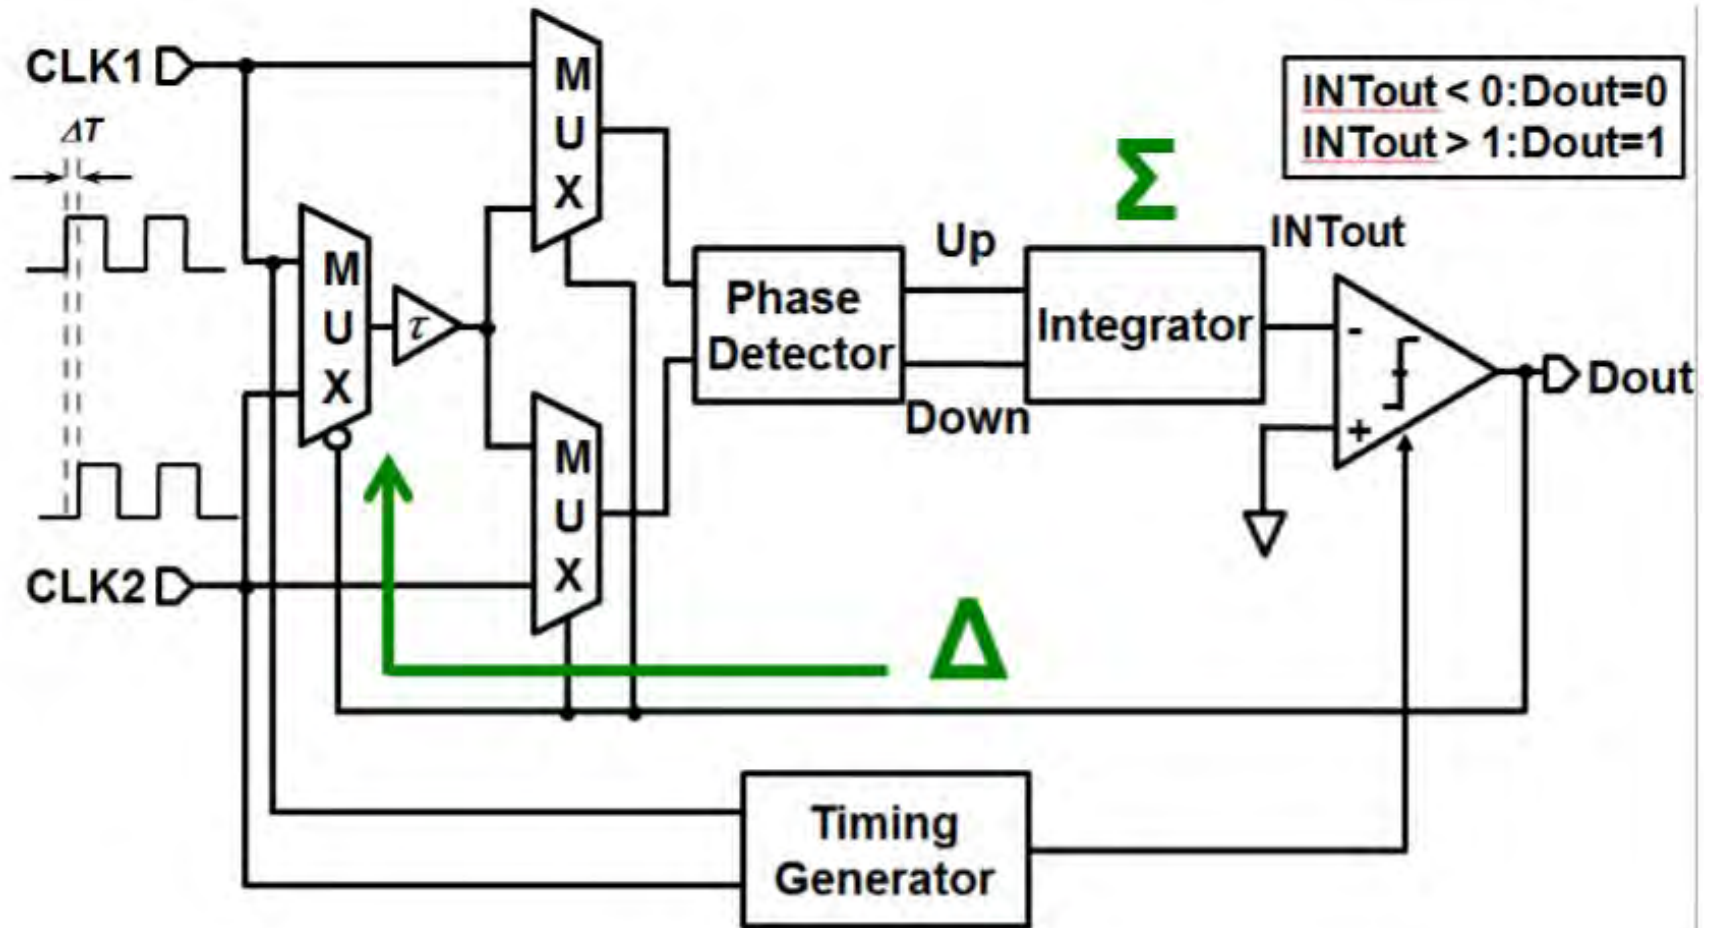 CLK1
ΔT
M
U
X
INTout < 0:Dout=0
INTout > 1:Dout=1
Σ
M
U
X
τ
Phase
Detector
Up
Down
Integrator
INTout
-
+
Dout
M
U
X
CLK2
Δ
Timing
Generator